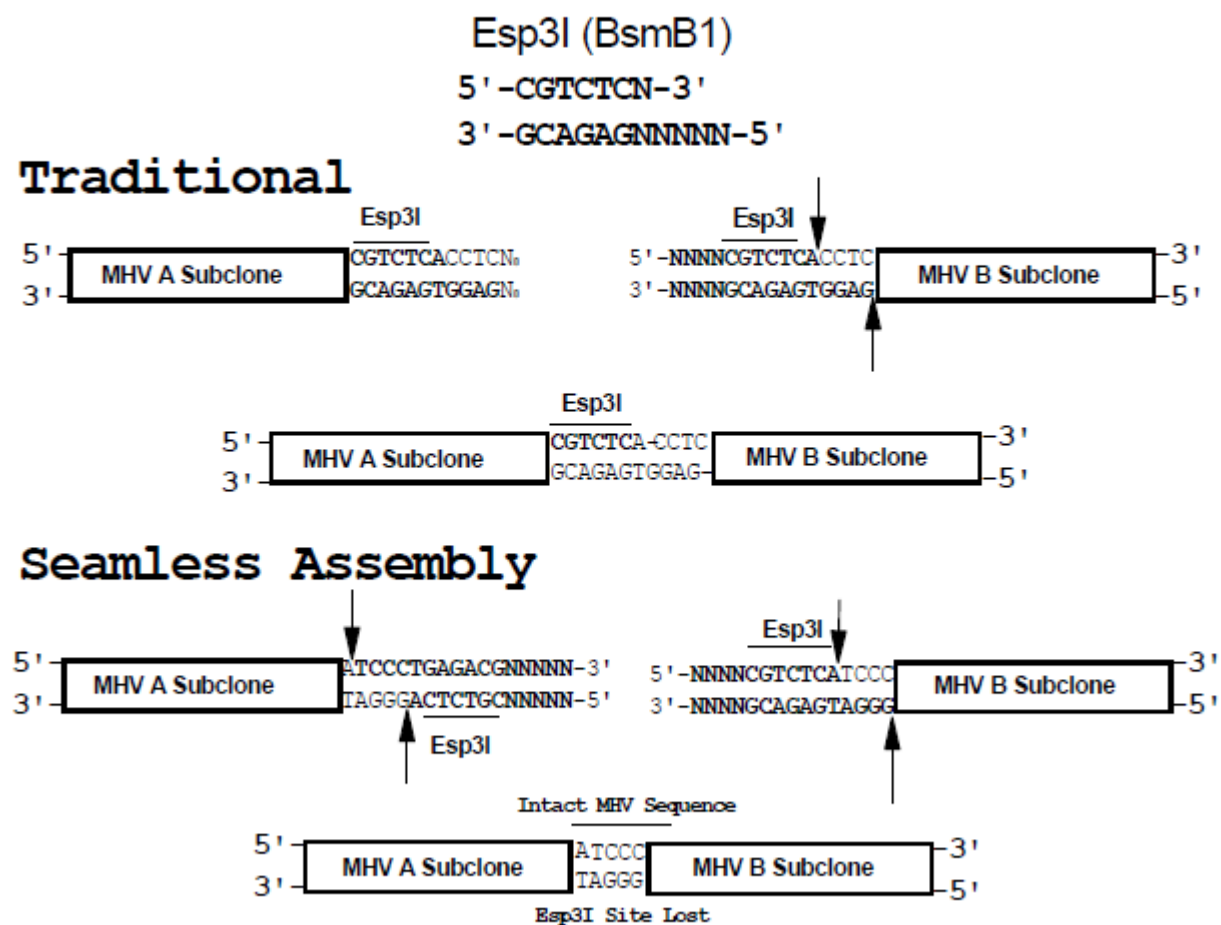 Esp3I (BsmB1)
5'-CGTCTCN-3'
3'-GCAGAGNNNNN-5'
Traditional
Esp3I
5'- MHV A Subclone CGTCTCACCTCNₙ
3'- GCAGAGTGGAGNₙ
Esp3I
5'-NNNNCGTCTCACCTC MHV B Subclone -3'
3'-NNNNGCAGAGTGGAG -5'
Esp3I
5'- MHV A Subclone CGTCTCA-CCTC MHV B Subclone -3'
3'- GCAGAGTGGAG- -5'
Seamless Assembly
5'- MHV A Subclone ATCCCTGAGACGNNNNN-3'
3'- TAGGGACTCTGCNNNNN-5'
Esp3I
Esp3I
5'-NNNNCGTCTCATCCC MHV B Subclone -3'
3'-NNNNGCAGAGTAGGG -5'
Intact MHV Sequence
5'- MHV A Subclone ATCCC MHV B Subclone -3'
3'- TAGGG -5'
Esp3I Site Lost